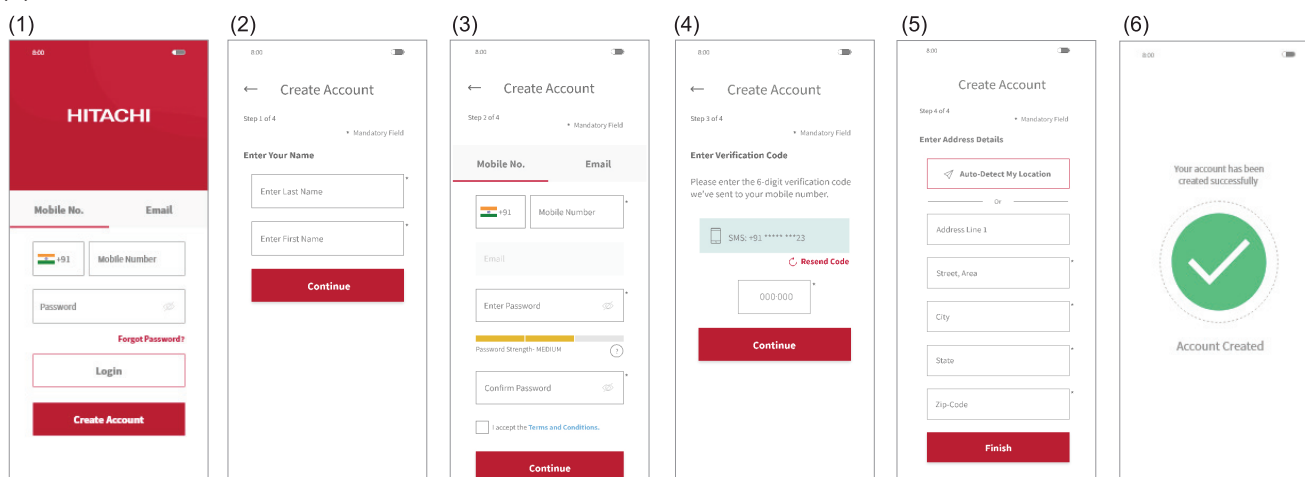 (1)
8:00
HITACHI
Mobile No. Email
+91 Mobile Number
Password
Forgot Password?
Login
Create Account
(2)
8:00
← Create Account
Step 1 of 4
* Mandatory Field
Enter Your Name
Enter Last Name *
Enter First Name *
Continue
(3)
8:00
← Create Account
Step 2 of 4
* Mandatory Field
Mobile No. Email
+91 Mobile Number *
Email
Enter Password *
Password Strength- MEDIUM ?
Confirm Password *
I accept the Terms and Conditions.
Continue
(4)
8:00
← Create Account
Step 3 of 4
* Mandatory Field
Enter Verification Code
Please enter the 6-digit verification code
we've sent to your mobile number.
SMS: +91 ***** ***23
Resend Code
000-000 *
Continue
(5)
8:00
Create Account
Step 4 of 4
* Mandatory Field
Enter Address Details
Auto-Detect My Location
Or
Address Line 1
Street, Area *
City *
State *
Zip-Code *
Finish
(6)
8:00
Your account has been
created successfully
Account Created